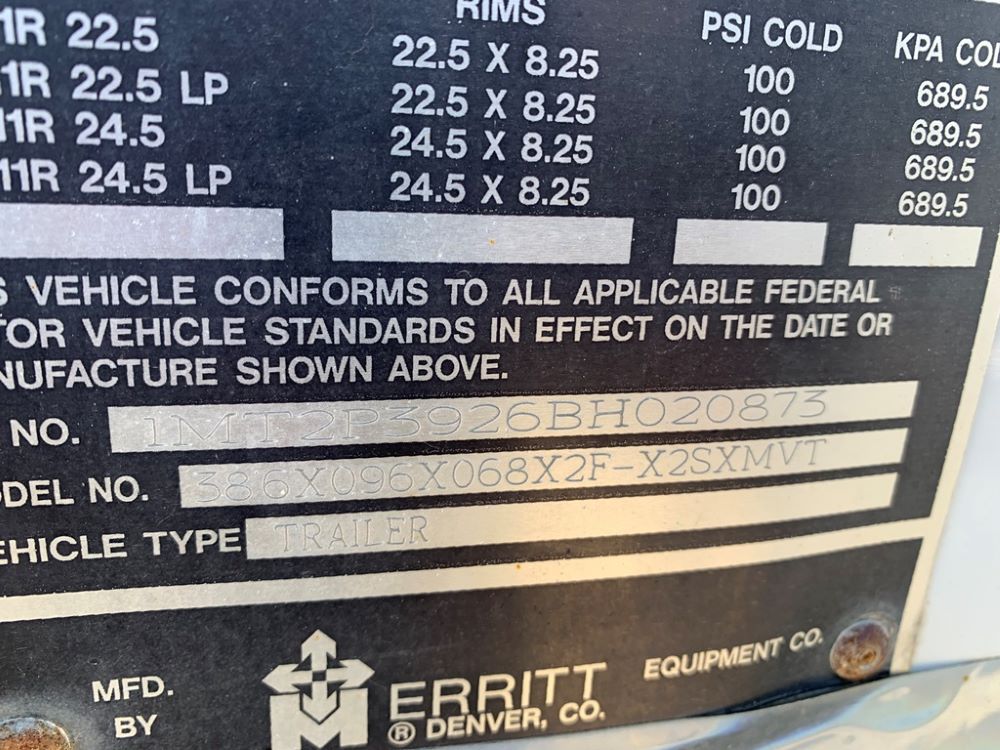 RIMS PSI COLD KPA COL
1R 22.5 22.5 X 8.25 100 689.5
1R 22.5 LP 22.5 X 8.25 100 689.5
11R 24.5 24.5 X 8.25 100 689.5
11R 24.5 LP 24.5 X 8.25 100 689.5
S VEHICLE CONFORMS TO ALL APPLICABLE FEDERAL
TOR VEHICLE STANDARDS IN EFFECT ON THE DATE OR
NUFACTURE SHOWN ABOVE.
NO. 1MT2P3926BH020873
ODEL NO. 386X096X068X2F-X2SXMVT
EHICLE TYPE TRAILER
MFD.
BY
MERRITT EQUIPMENT CO.
® DENVER, CO.